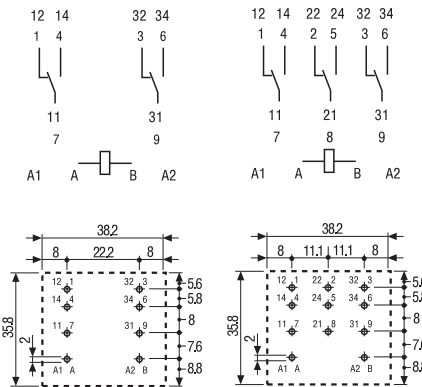 12 14 32 34
1 4 3 6
11 31
7 9
A1 A B A2
12 14 22 24 32 34
1 4 2 5 3 6
11 21 31
7 8 9
A1 A B A2
38.2
8 22.2 8
12 1 32 3
14 4 34 6
11 7 31 9
A1 A A2 B
35.8
2
5.6
5.8
8
7.6
8.8
38.2
8 11.1 11.1 8
12 1 22 2 32 3
14 4 24 5 34 6
11 7 21 8 31 9
A1 A A2 B
35.8
2
8
8.8